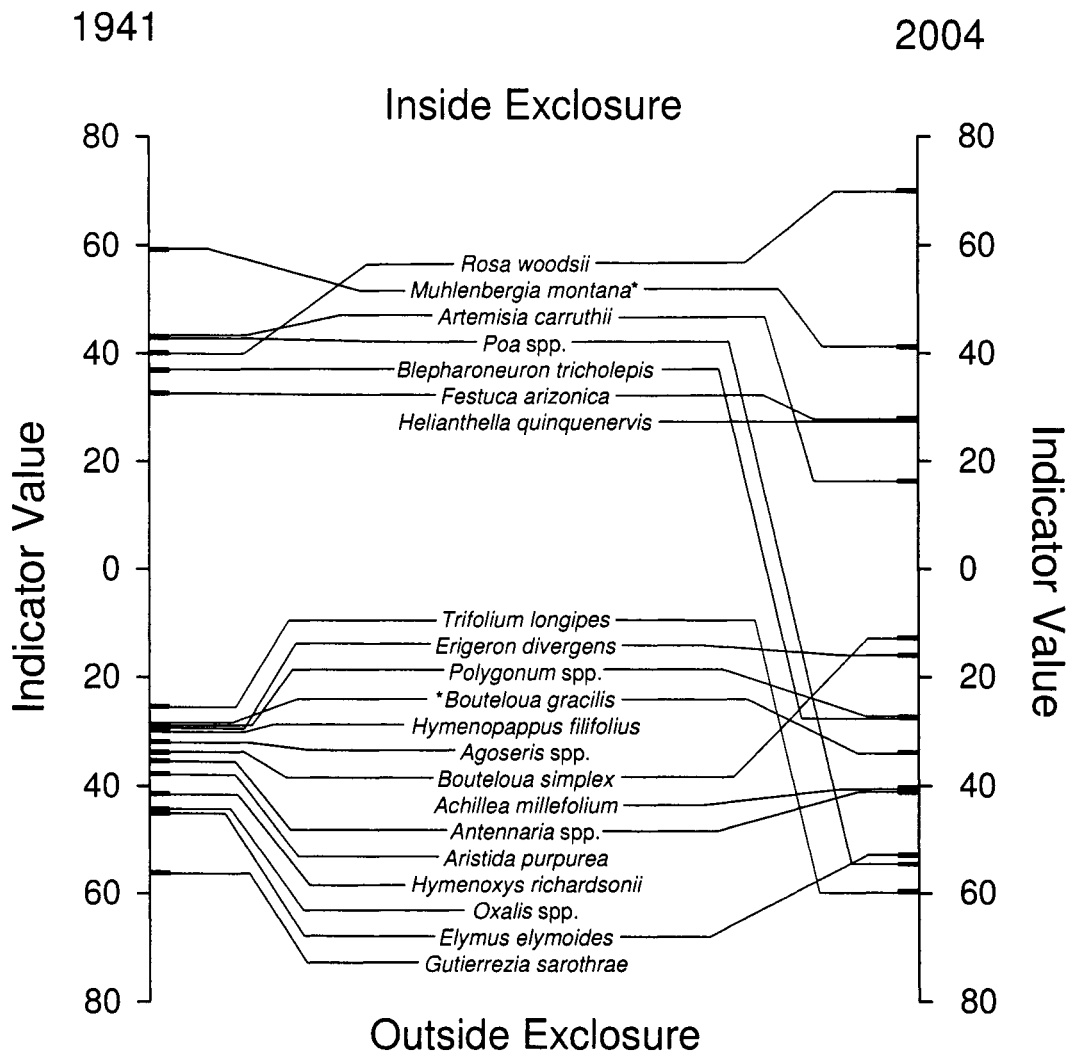 1941
2004
Inside Exclosure
80
80
60
60
Rosa woodsii
Muhlenbergia montana*
Artemisia carruthii
Poa spp.
40
40
Blepharoneuron tricholepis
Festuca arizonica
Helianthella quinquenervis
20
20
Indicator Value
Indicator Value
0
0
Trifolium longipes
Erigeron divergens
Polygonum spp.
20
20
*Bouteloua gracilis
Hymenopappus filifolius
Agoseris spp.
Bouteloua simplex
40
40
Achillea millefolium
Antennaria spp.
Aristida purpurea
Hymenoxys richardsonii
60
60
Oxalis spp.
Elymus elymoides
Gutierrezia sarothrae
80
80
Outside Exclosure